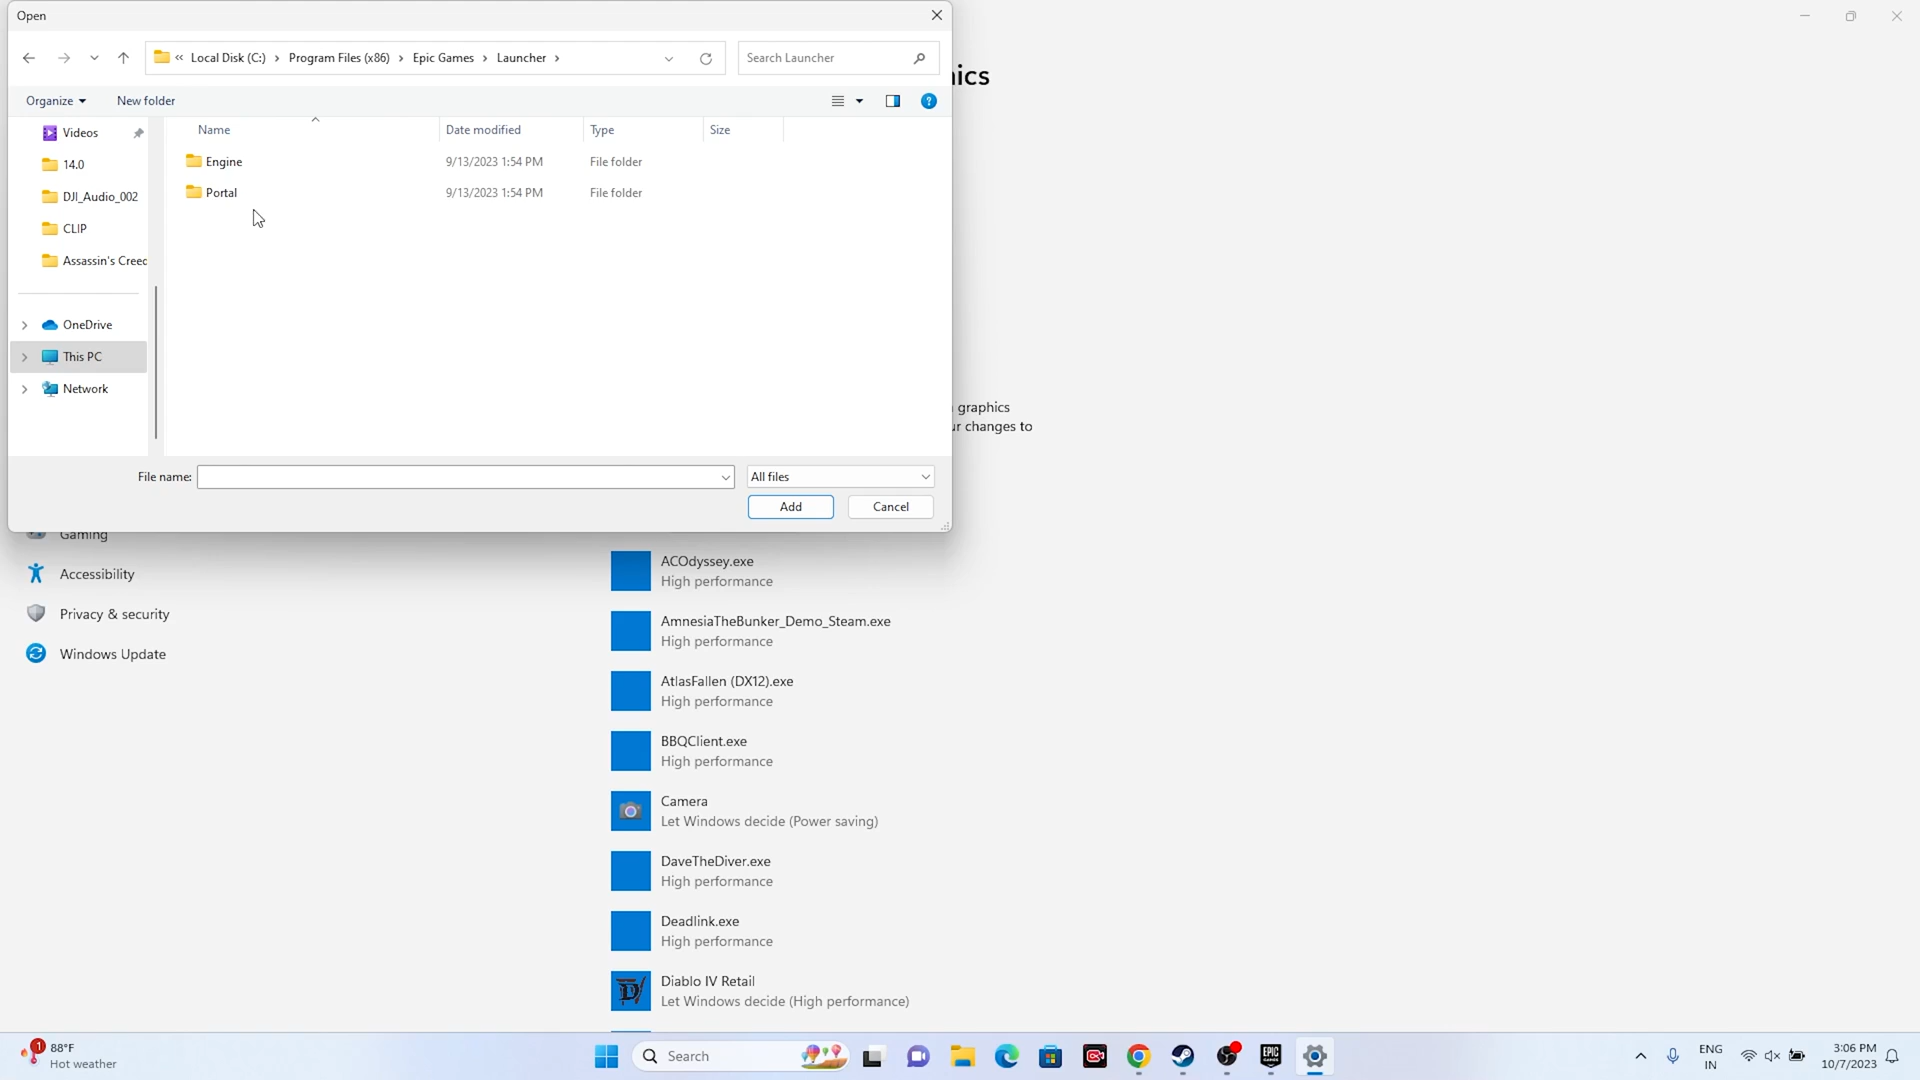 Open
« Local Disk (C:) > Program Files (x86) > Epic Games > Launcher >
Search Launcher
ics
Organize
New folder
Name
Date modified
Type
Size
Videos
14.0
DJI_Audio_002
CLIP
Assassin's Creed
OneDrive
This PC
Network
Engine 9/13/2023 1:54 PM File folder
Portal 9/13/2023 1:54 PM File folder
graphics
ur changes to
File name:
All files
Add
Cancel
Gaming
Accessibility
Privacy & security
Windows Update
ACOdyssey.exe
High performance
AmnesiaTheBunker_Demo_Steam.exe
High performance
AtlasFallen (DX12).exe
High performance
BBQClient.exe
High performance
Camera
Let Windows decide (Power saving)
DaveTheDiver.exe
High performance
Deadlink.exe
High performance
Diablo IV Retail
Let Windows decide (High performance)
1
88°F
Hot weather
Search
EPIC
GAMES
ENG
IN
3:06 PM
10/7/2023